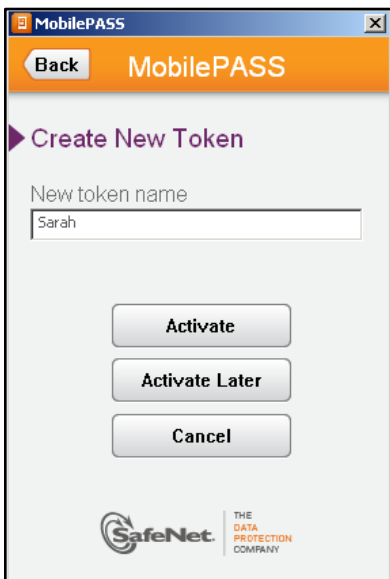 MobilePASS
Back
MobilePASS
Create New Token
New token name
Sarah
Activate
Activate Later
Cancel
SafeNet.
THE
DATA
PROTECTION
COMPANY